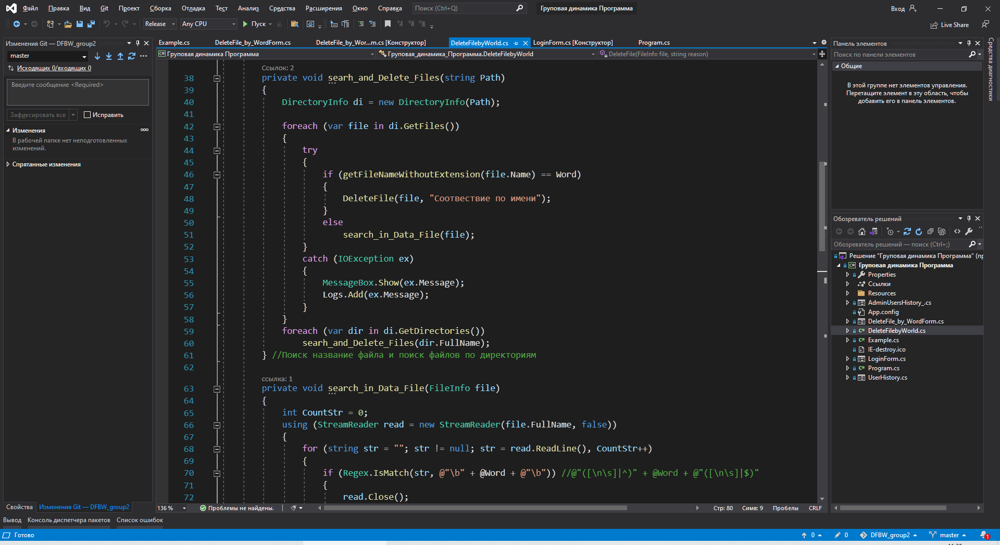 Файл Правка Вид Git Проект Сборка Отладка Тест Анализ Средства Расширения Окно Справка Поиск (Ctrl+Q) Груповая динамика Программа Вход
Release Any CPU Пуск Live Share
Изменения Git — DFBW_group2
master
Исходящих 0/входящих 0
Введите сообщение <Required>
Зафиксировать все Исправить
Изменения
В рабочей папке нет неподготовленных
изменений.
Спрятанные изменения
Свойства Изменения Git — DFBW_group2
Example.cs DeleteFile_by_WordForm.cs DeleteFile_by_Wor...m.cs [Конструктор] DeleteFilebyWorld.cs LoginForm.cs [Конструктор] Program.cs
Груповая динамика Программа Груповая_динамика_Программа.DeleteFilebyWorld DeleteFile(FileInfo file, string reason)
Ссылок: 2
38 private void searh_and_Delete_Files(string Path)
39 {
40 DirectoryInfo di = new DirectoryInfo(Path);
41
42 foreach (var file in di.GetFiles())
43 {
44 try
45 {
46 if (getFileNameWithoutExtension(file.Name) == Word)
47 {
48 DeleteFile(file, "Соотвествие по имени");
49 }
50 else
51 search_in_Data_File(file);
52 }
53 catch (IOException ex)
54 {
55 MessageBox.Show(ex.Message);
56 Logs.Add(ex.Message);
57 }
58 }
59 foreach (var dir in di.GetDirectories())
60 searh_and_Delete_Files(dir.FullName);
61 } //Поиск название файла и поиск файлов по директориям
62
ссылка: 1
63 private void search_in_Data_File(FileInfo file)
64 {
65 int CountStr = 0;
66 using (StreamReader read = new StreamReader(file.FullName, false))
67 {
68 for (string str = ""; str != null; str = read.ReadLine(), CountStr++)
69 {
70 if (Regex.IsMatch(str, @"\b" + @Word + @"\b")) //@"([\n\s]|^)" + @Word + @"([\n\s]|$)"
71 {
72 read.Close();
136 % Проблемы не найдены. Стр: 80 Симв: 9 Пробелы CRLF
Панель элементов
Поиск по панели элементов
Общие
В этой группе нет элементов управления.
Перетащите элемент в эту область, чтобы
добавить его в панель элементов.
Средства диагностики
Обозреватель решений
Обозреватель решений — поиск (Ctrl+;)
Решение "Груповая динамика Программа" (пр
Груповая динамика Программа
Properties
Ссылки
Resources
AdminUsersHistory_.cs
App.config
DeleteFile_by_WordForm.cs
DeleteFilebyWorld.cs
Example.cs
IE-destroy.ico
LoginForm.cs
Program.cs
UserHistory.cs
Вывод Консоль диспетчера пакетов Список ошибок
Готово 0 0 DFBW_group2 master 1